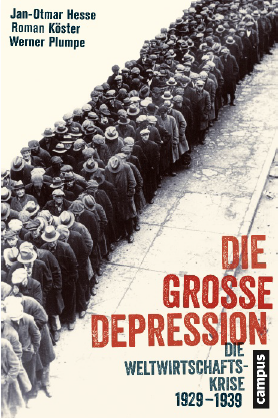 Jan-Otmar Hesse
Roman Köster
Werner Plumpe
DIE
GROSSE
DEPRESSION
DIE
WELTWIRTSCHAFTS-
KRISE
1929–1939
campus